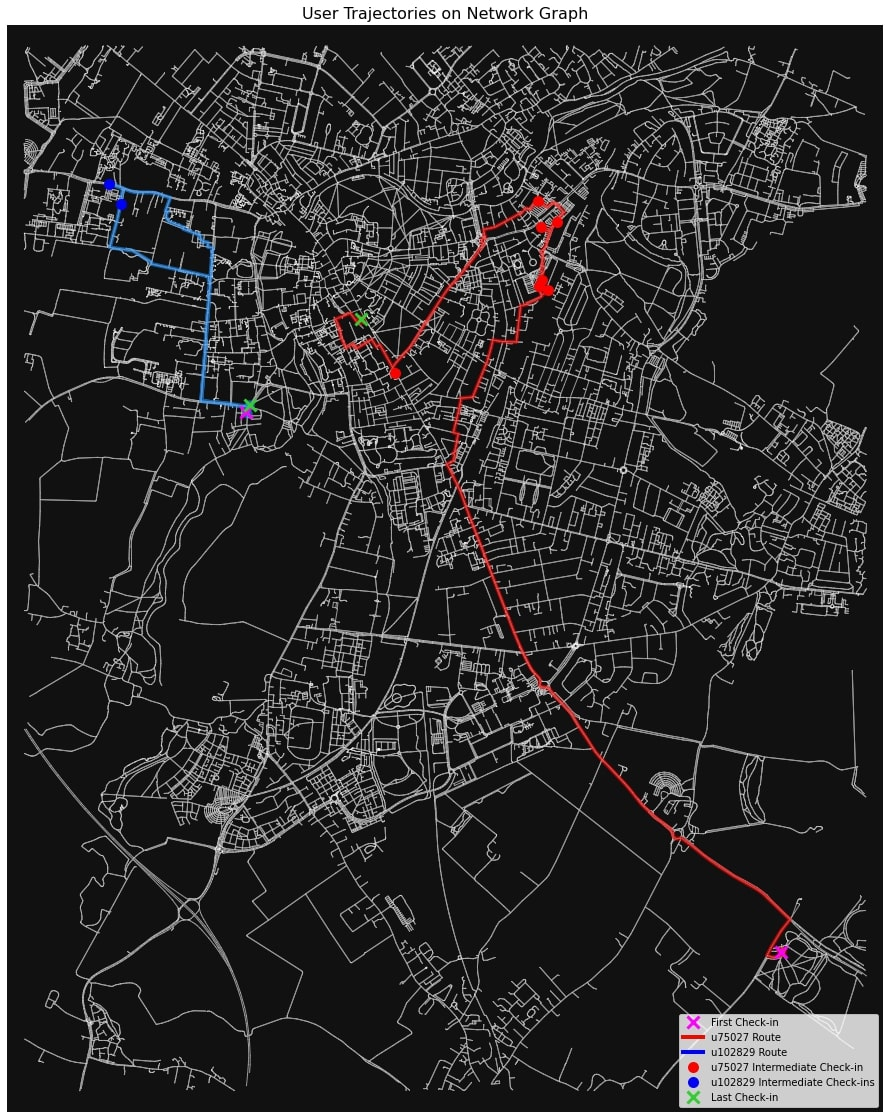 User Trajectories on Network Graph
First Check-in
u75027 Route
u102829 Route
u75027 Intermediate Check-in
u102829 Intermediate Check-ins
Last Check-in